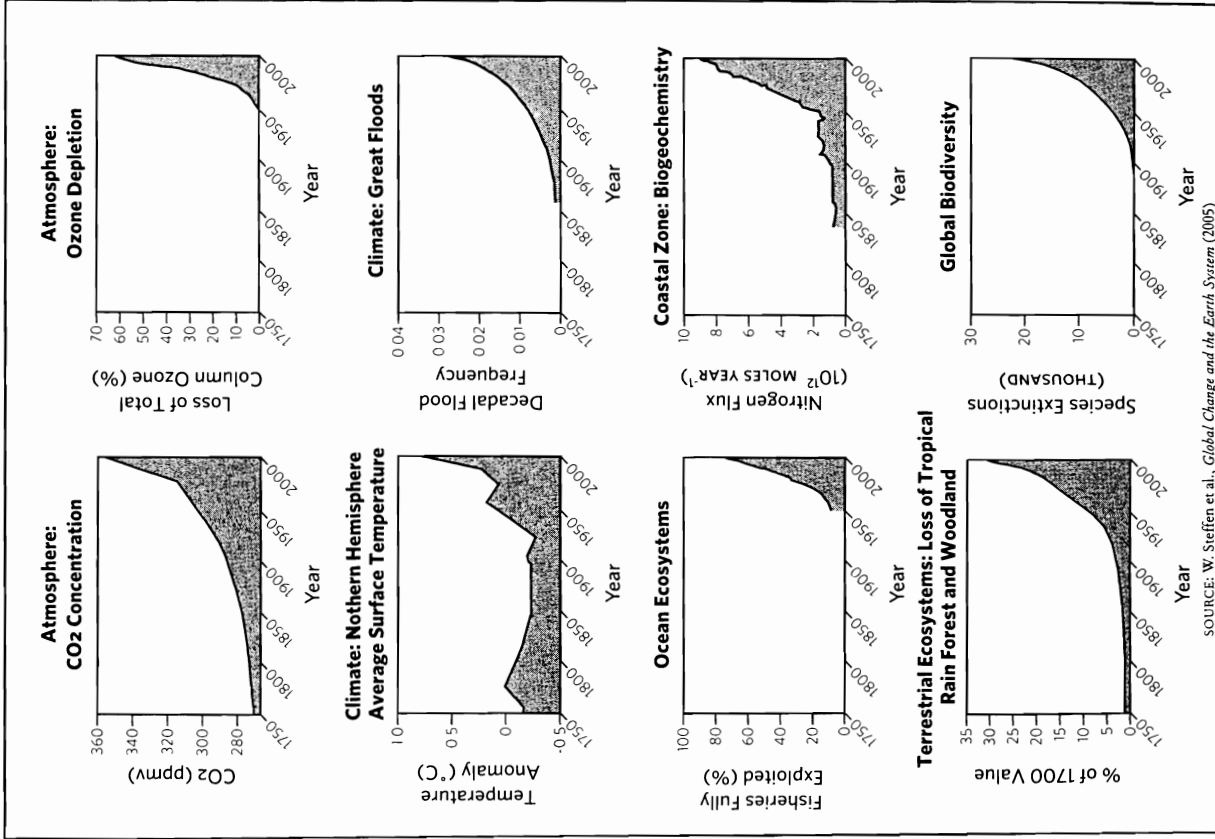 Atmosphere:
CO2 Concentration
CO2 (ppmv)
360
340
320
300
280
1750
1800
1850
1900
1950
2000
Year
Atmosphere:
Ozone Depletion
Loss of Total
Column Ozone (%)
70
60
50
40
30
20
10
0
1750
1800
1850
1900
1950
2000
Year
Climate: Nothern Hemisphere
Average Surface Temperature
Temperature
Anomaly (°C)
1 0
0 5
0
-0 5
1750
1800
1850
1900
1950
2000
Year
Climate: Great Floods
Decadal Flood
Frequency
0 04
0 03
0 02
0 01
0
1750
1800
1850
1900
1950
2000
Year
Ocean Ecosystems
Fisheries Fully
Exploited (%)
100
80
60
40
20
0
1750
1800
1850
1900
1950
2000
Year
Coastal Zone: Biogeochemistry
Nitrogen Flux
(10¹² MOLES YEAR⁻¹)
10
8
6
4
2
0
1750
1800
1850
1900
1950
2000
Year
Terrestrial Ecosystems: Loss of Tropical
Rain Forest and Woodland
% of 1700 Value
35
30
25
20
15
10
5
0
1750
1800
1850
1900
1950
2000
Year
Global Biodiversity
Species Extinctions
(THOUSAND)
30
20
10
0
1750
1800
1850
1900
1950
2000
Year
SOURCE: W. Steffen et al., Global Change and the Earth System (2005)